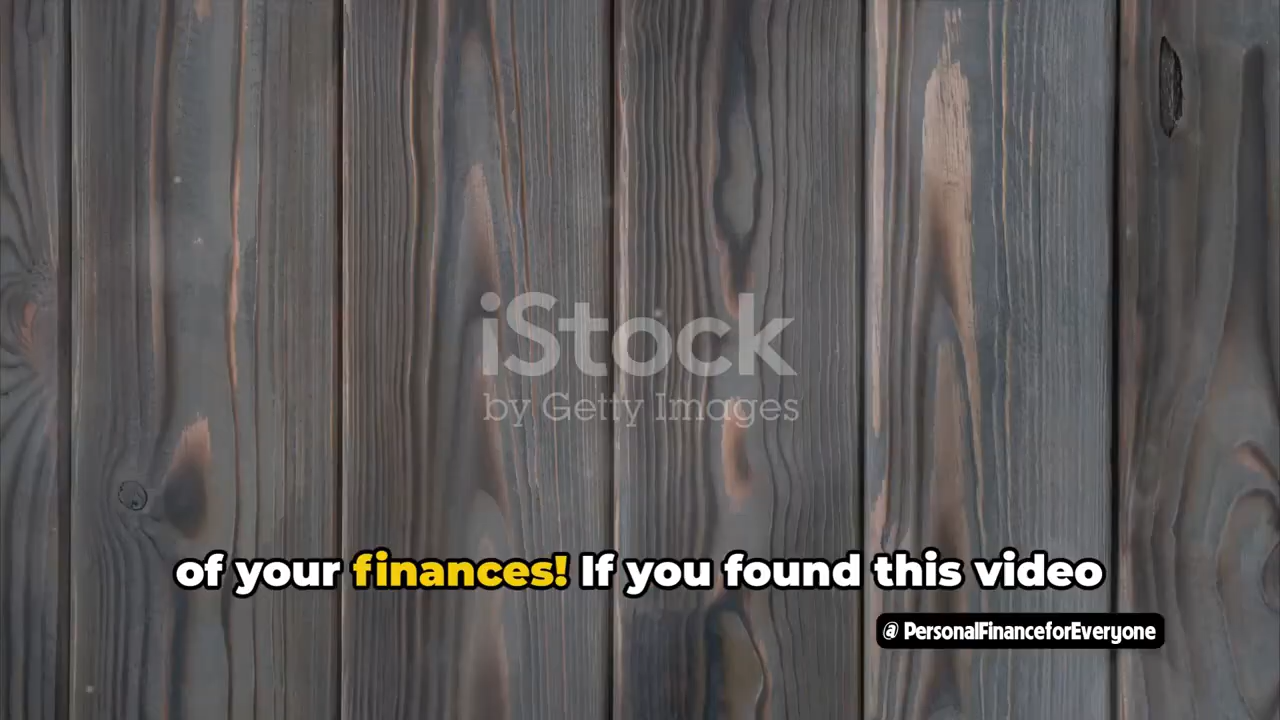 iStock
by Getty Images
of your finances! If you found this video
@ PersonalFinanceforEveryone